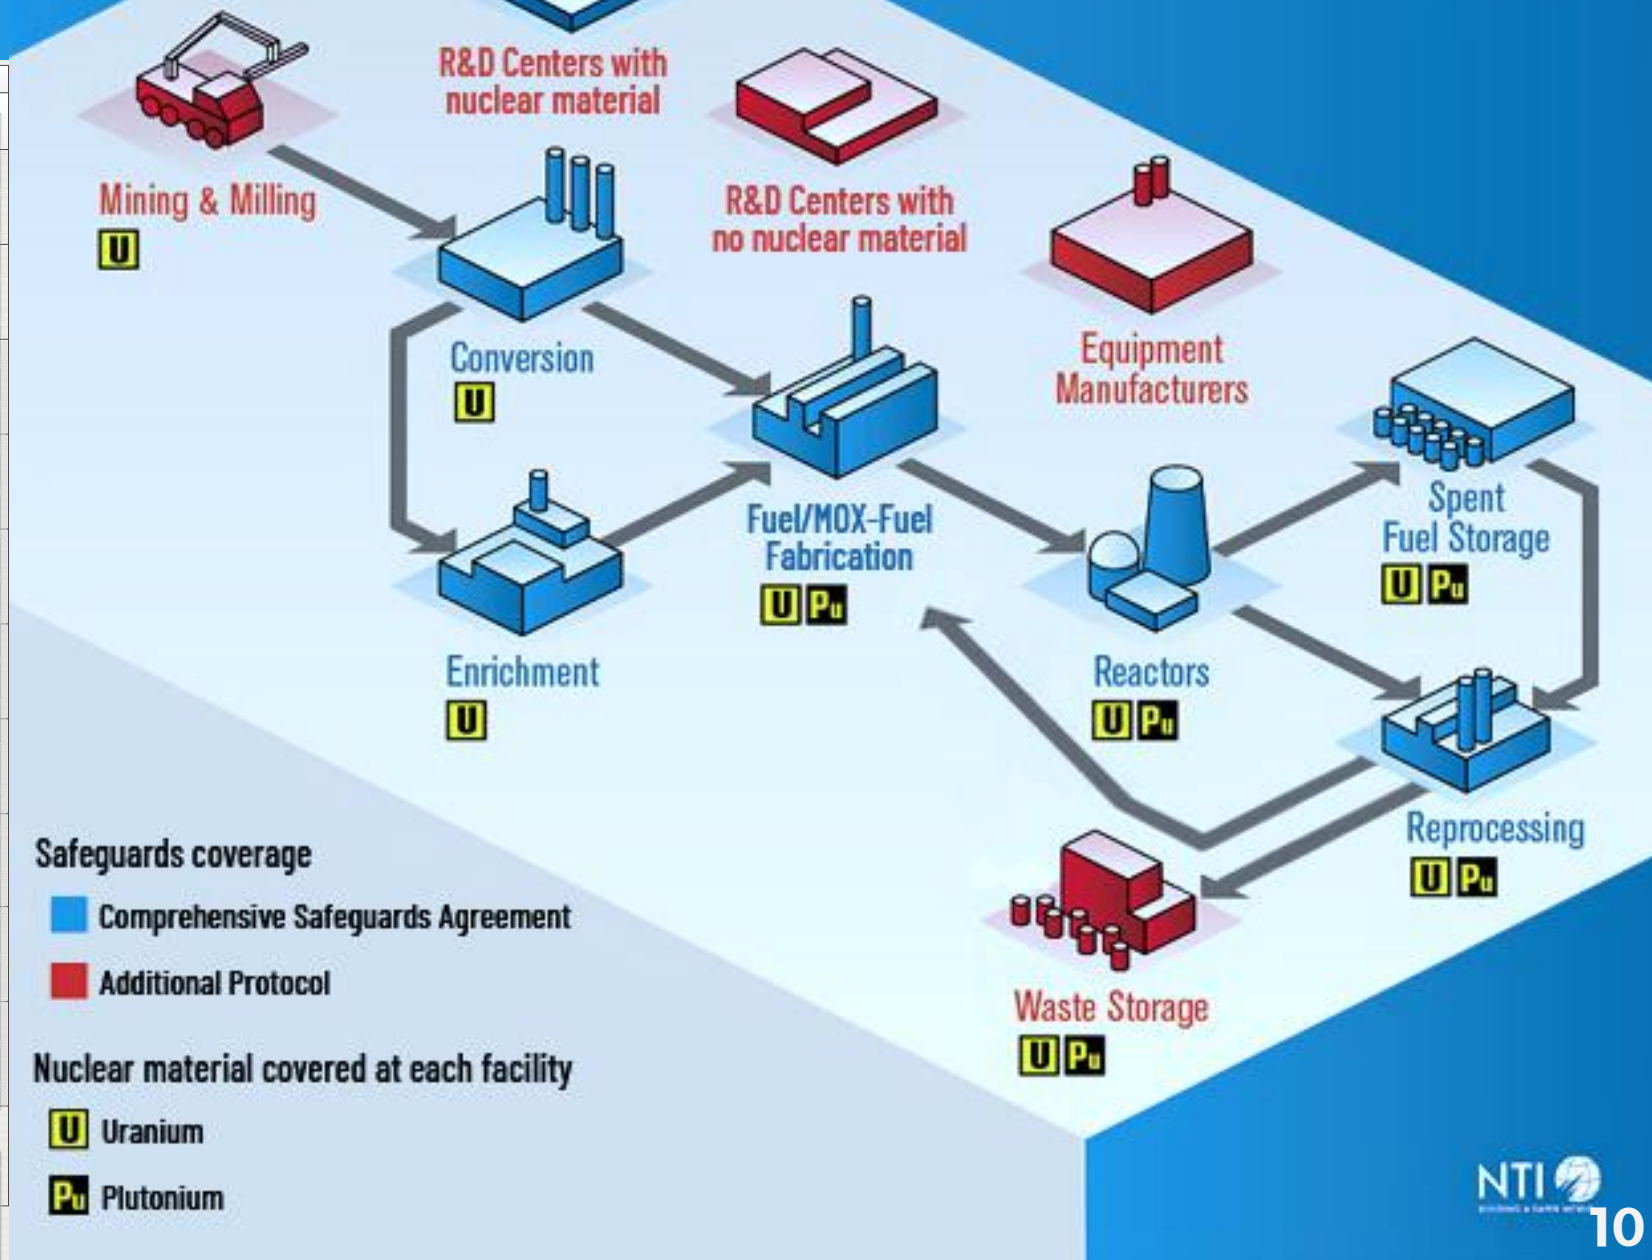 R&D Centers with
nuclear material
Mining & Milling
U
R&D Centers with
no nuclear material
Equipment
Manufacturers
Conversion
U
Fuel/MOX-Fuel
Fabrication
U Pu
Spent
Fuel Storage
U Pu
Enrichment
U
Reactors
U Pu
Reprocessing
U Pu
Waste Storage
U Pu
Safeguards coverage
Comprehensive Safeguards Agreement
Additional Protocol
Nuclear material covered at each facility
U Uranium
Pu Plutonium
NTI
10